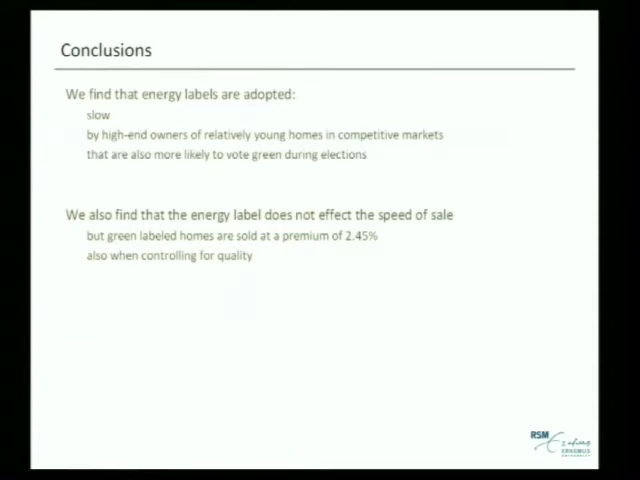 Conclusions
We find that energy labels are adopted:
slow
by high-end owners of relatively young homes in competitive markets
that are also more likely to vote green during elections
We also find that the energy label does not effect the speed of sale
but green labeled homes are sold at a premium of 2.45%
also when controlling for quality
RSM
Erasmus
ERASMUS
UNIVERSITY